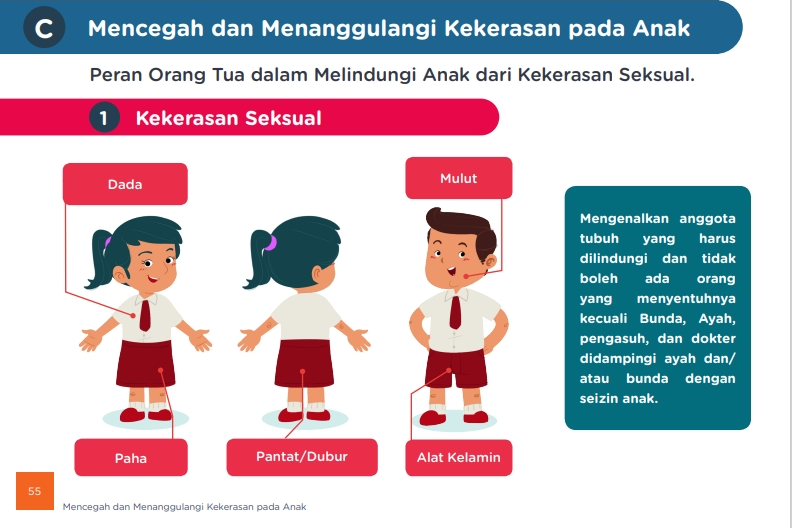 C
Mencegah dan Menanggulangi Kekerasan pada Anak
Peran Orang Tua dalam Melindungi Anak dari Kekerasan Seksual.
1
Kekerasan Seksual
Dada
Mulut
Mengenalkan anggota
tubuh yang harus
dilindungi dan tidak
boleh ada orang
yang menyentuhnya
kecuali Bunda, Ayah,
pengasuh, dan dokter
didampingi ayah dan/
atau bunda dengan
seizin anak.
Paha
Pantat/Dubur
Alat Kelamin
55
Mencegah dan Menanggulangi Kekerasan pada Anak